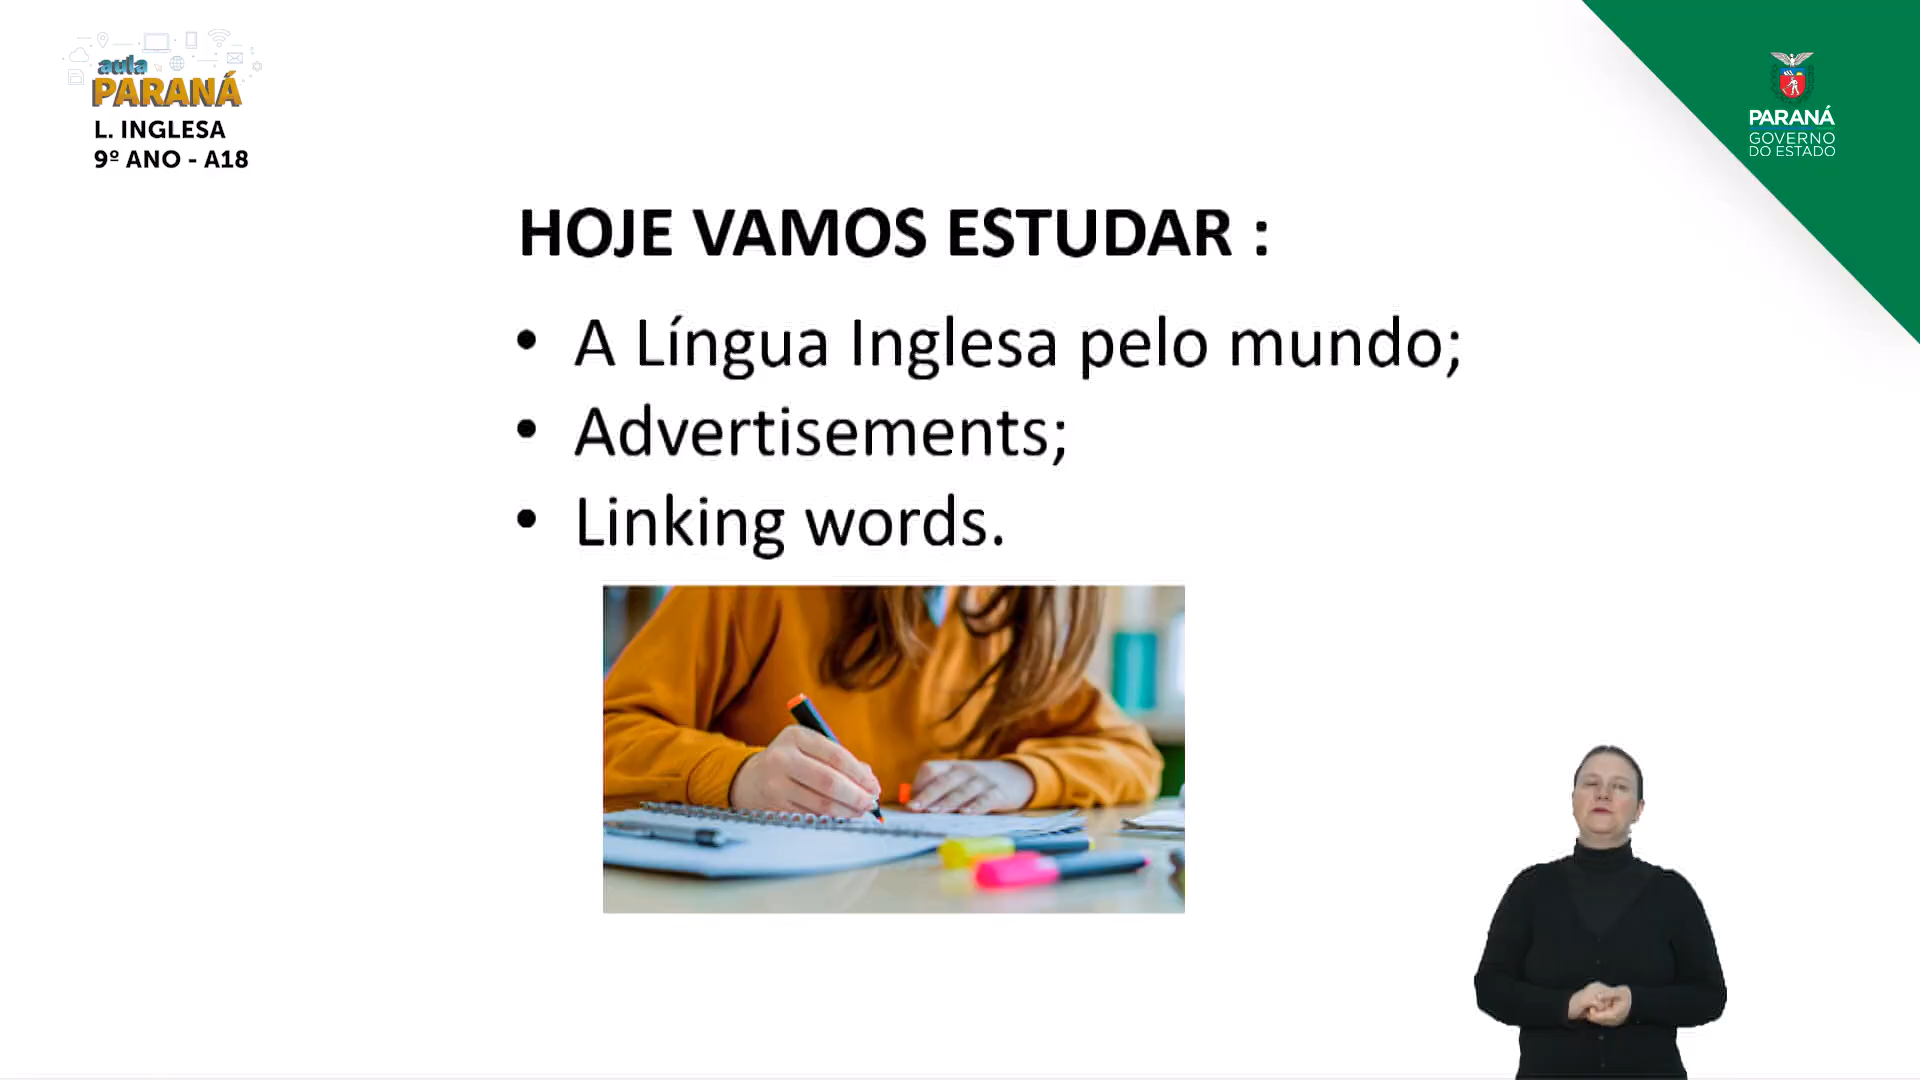 aula
PARANÁ
L. INGLESA
9º ANO - A18
PARANÁ
GOVERNO
DO ESTADO
HOJE VAMOS ESTUDAR :
• A Língua Inglesa pelo mundo;
• Advertisements;
• Linking words.